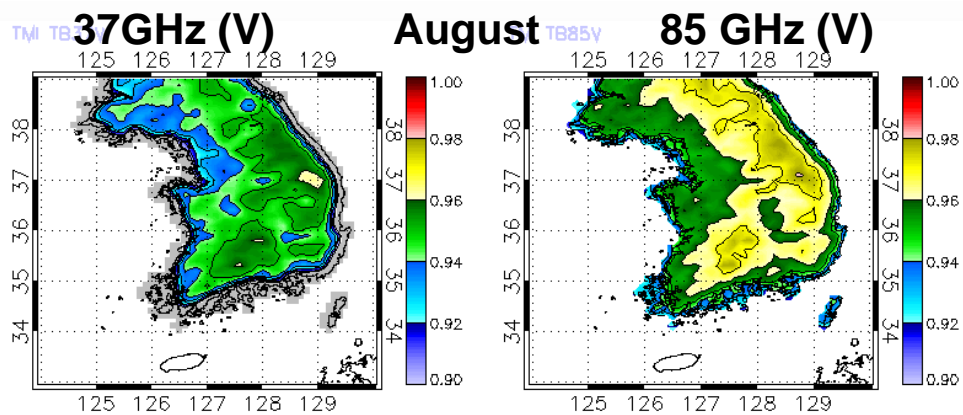 37GHz (V) August 85 GHz (V)
TMI TB37V TB85V
125 126 127 128 129 125 126 127 128 129
1.00 1.00
38 38 0.98 38 38 0.98
37 37 0.96 37 37 0.96
36 36 36 36
0.94 0.94
35 35 35 35
0.92 0.92
34 34 34 34
0.90 0.90
125 126 127 128 129 125 126 127 128 129